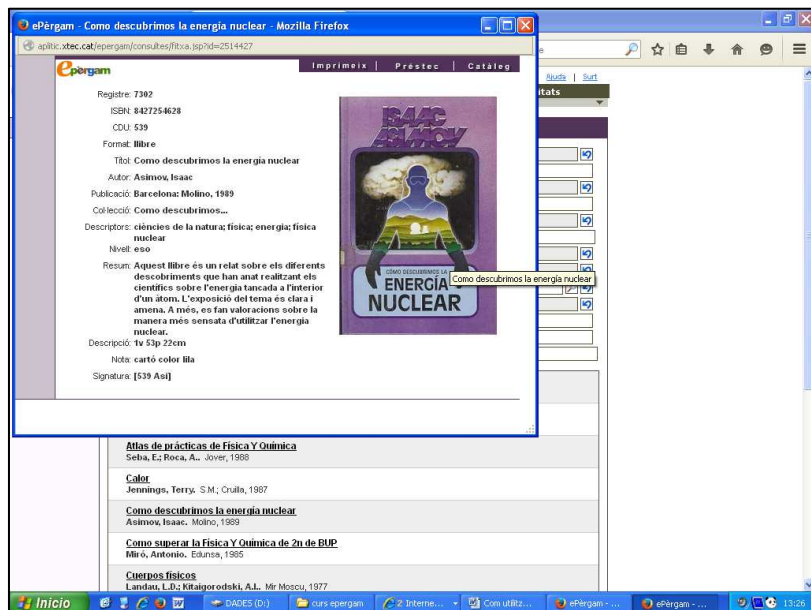 ePèrgam - Como descubrimos la energía nuclear - Mozilla Firefox
aplitic.xtec.cat/epergam/consultes/fitxa.jsp?id=2514427
epergam
Imprimeix | Préstec | Catàleg
Ajuda | Surt
itats
Registre: 7302
ISBN: 8427254628
CDU: 539
Format: llibre
Títol: Como descubrimos la energía nuclear
Autor: Asimov, Isaac
Publicació: Barcelona: Molino, 1989
Col·lecció: Como descubrimos...
Descriptors: ciències de la natura; física; energia; física
nuclear
Nivell: eso
Resum: Aquest llibre és un relat sobre els diferents
descobriments que han anat realitzant els
científics sobre l'energia tancada a l'interior
d'un àtom. L'exposició del tema és clara i
amena. A més, es fan valoracions sobre la
manera més sensata d'utilitzar l'energia
nuclear.
Descripció: 1v 53p 22cm
Nota: cartó color lila
Signatura: [539 Asi]
ISAAC
ASIMOV
CÓMO DESCUBRIMOS LA
ENERGÍA
NUCLEAR
Como descubrimos la energía nuclear
Atlas de prácticas de Física Y Química
Seba, E.; Roca, A.. Jover, 1988
Calor
Jennings, Terry. S.M.; Cruïlla, 1987
Como descubrimos la energía nuclear
Asimov, Isaac. Molino, 1989
Como superar la Física Y Química de 2n de BUP
Miró, Antonio. Edunsa, 1985
Cuerpos físicos
Landau, L.D.; Kitaigorodski, A.I.. Mir Moscu, 1977
Inicio
DADES (D:)
curs epergam
2 Interne...
Com utilitz...
ePèrgam - ...
ePèrgam - ...
13:26